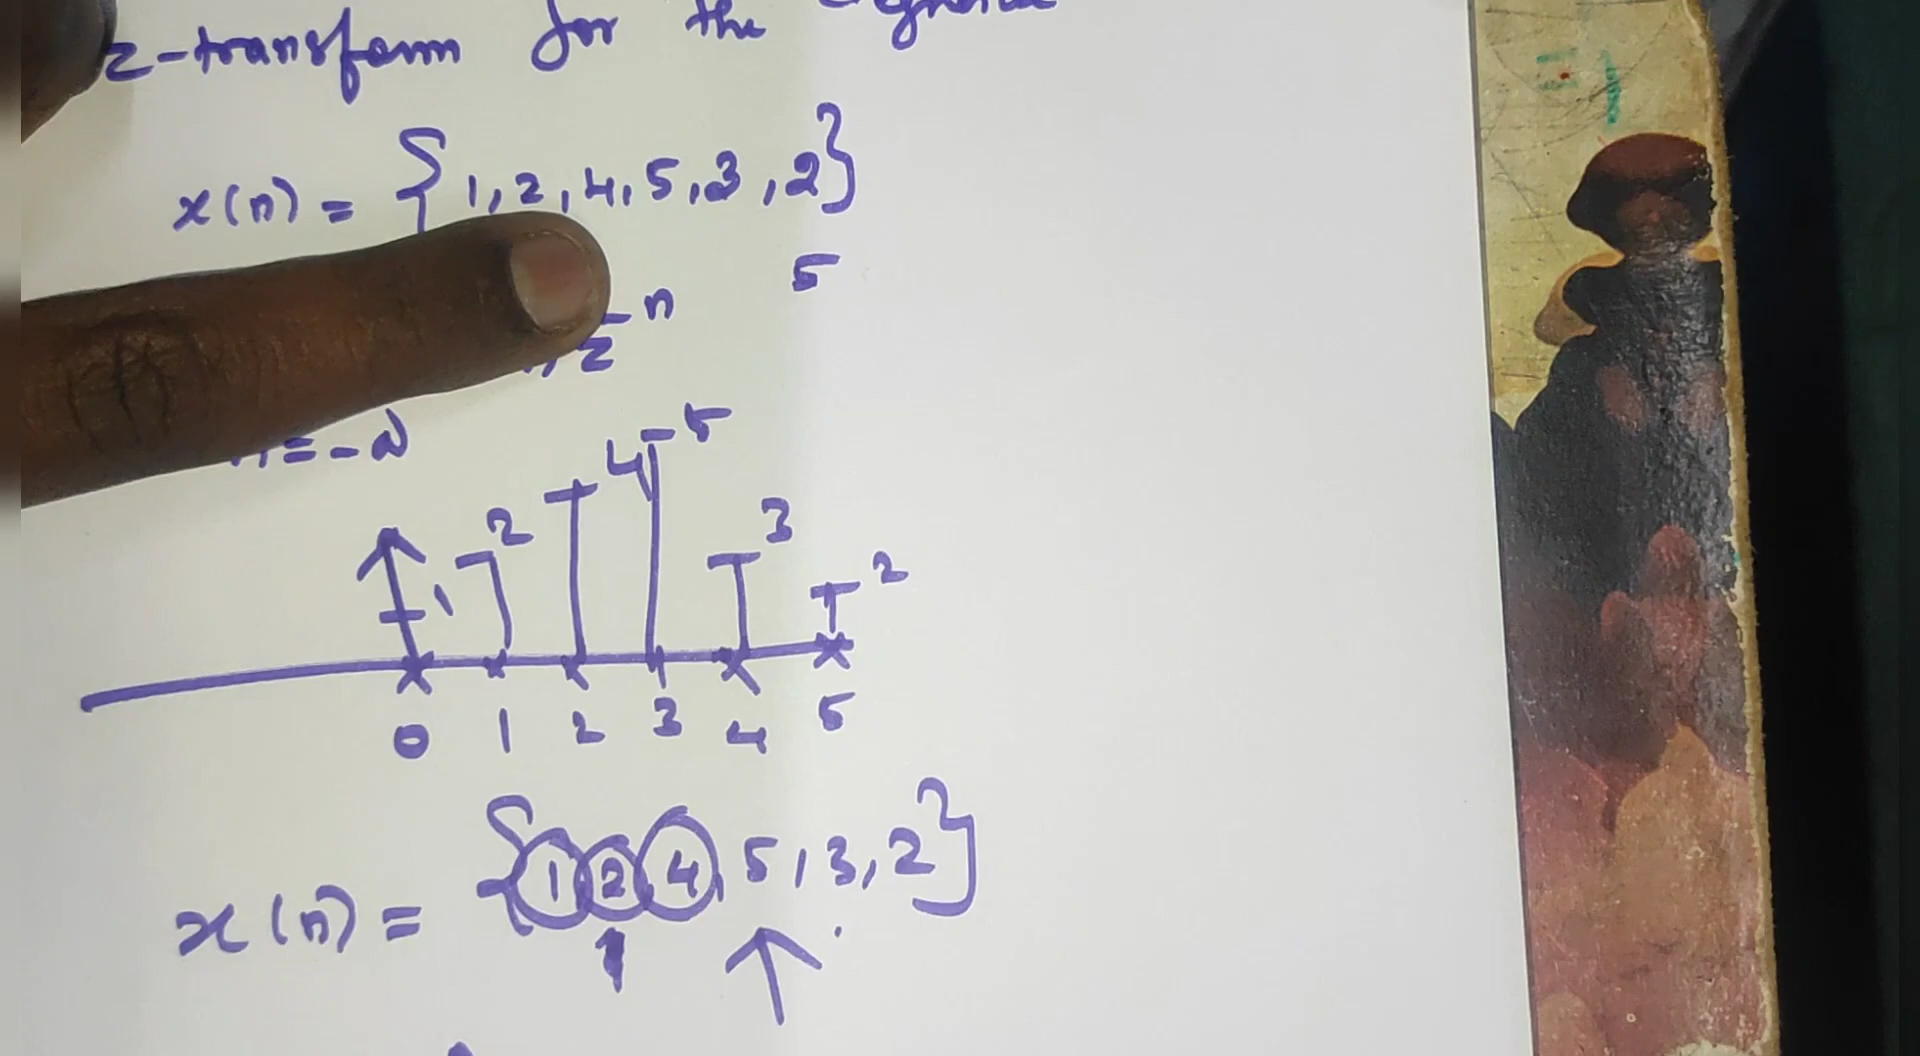 z-transform for the
x(n) = { 1, 2, 4, 5, 3, 2}
5
z⁻ⁿ
n=-∞
5
4
3
2
2
1
0 1 2 3 4 5
x(n) = {1, 2, 4, 5, 3, 2}
↑ ↑